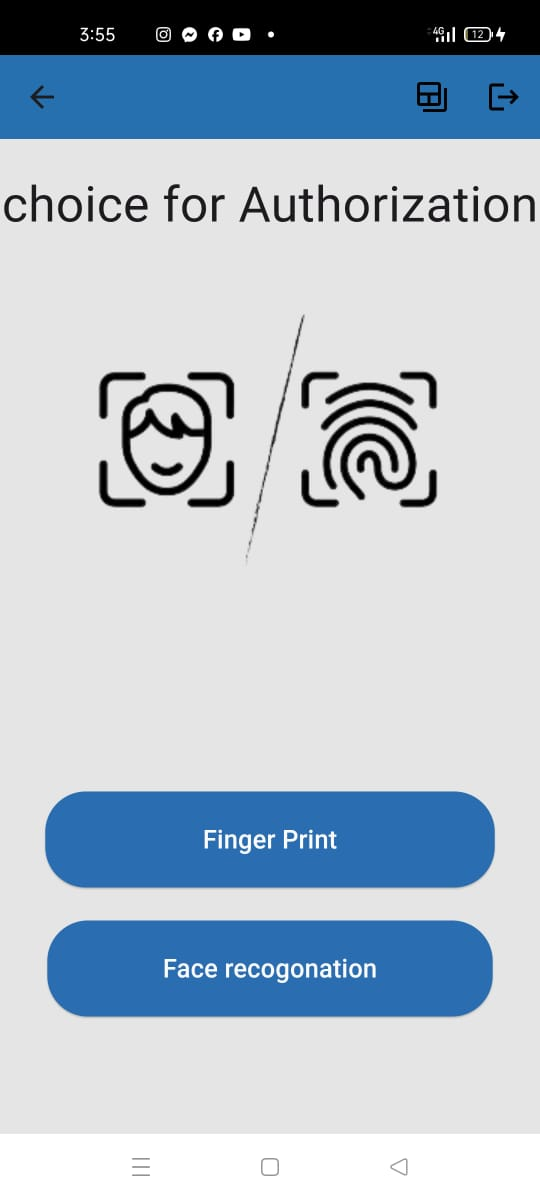 3:55
4G
12
choice for Authorization
Finger Print
Face recogonation